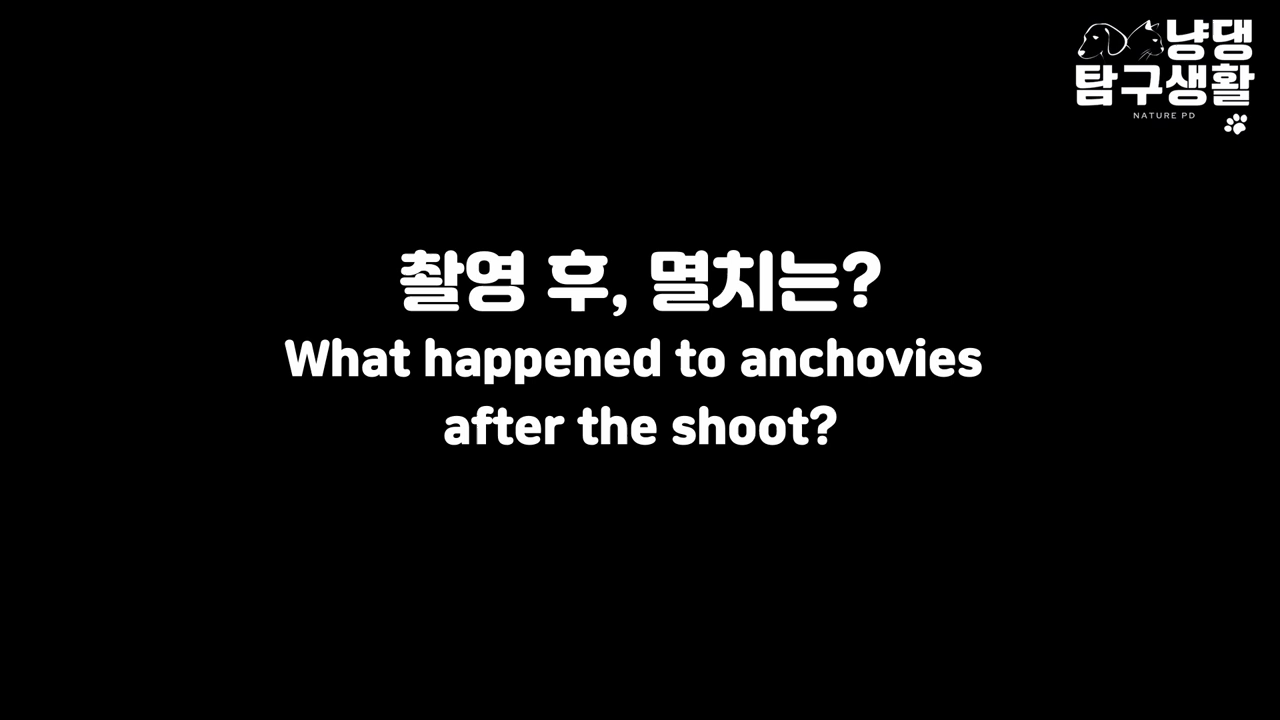 냥댕
탐구생활
NATURE PD
촬영 후, 멸치는?
What happened to anchovies
after the shoot?